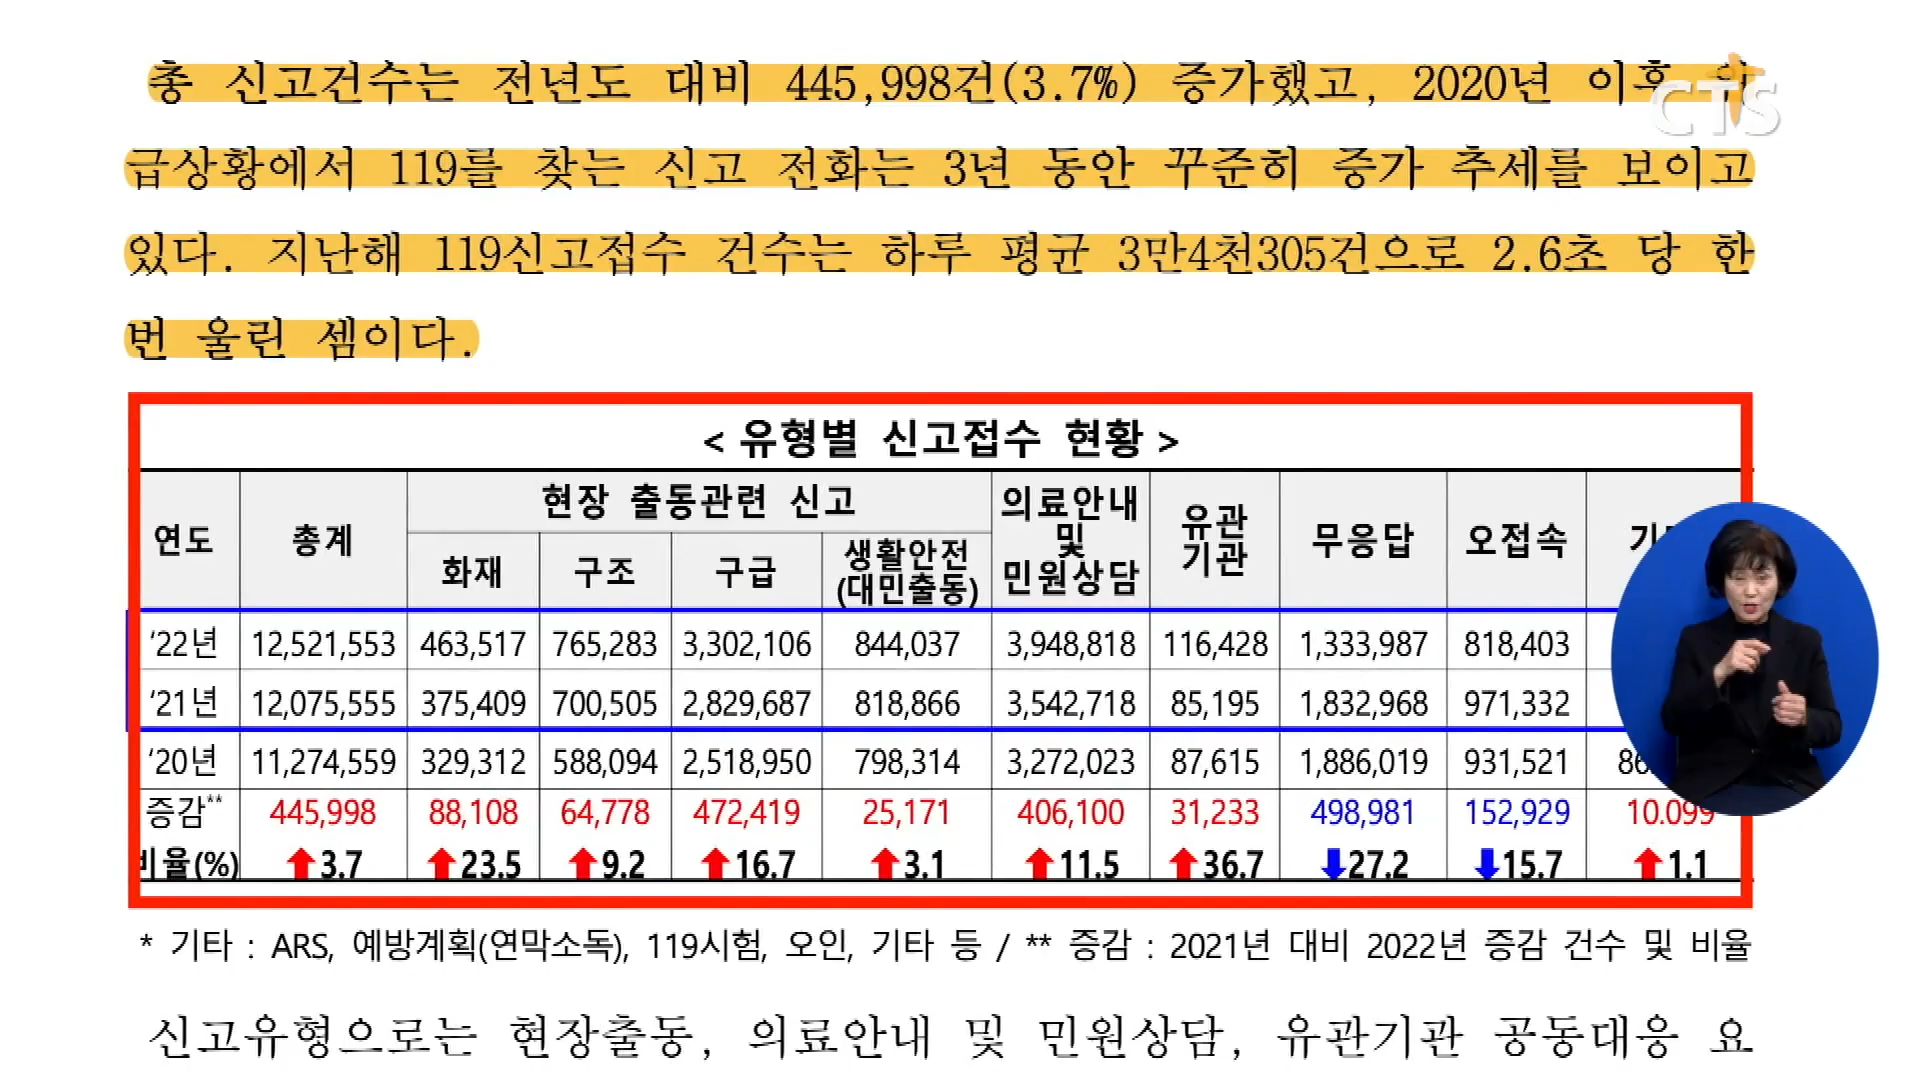 총 신고건수는 전년도 대비 445,998건(3.7%) 증가했고, 2020년 이후
급상황에서 119를 찾는 신고 전화는 3년 동안 꾸준히 증가 추세를 보이고
있다. 지난해 119신고접수 건수는 하루 평균 3만4천305건으로 2.6초 당 한
번 울린 셈이다.
CTS
< 유형별 신고접수 현황 >
연도 총계 현장 출동관련 신고 의료안내 및 민원상담 유관기관 무응답 오접속
화재 구조 구급 생활안전(대민출동)
‘22년 12,521,553 463,517 765,283 3,302,106 844,037 3,948,818 116,428 1,333,987 818,403
‘21년 12,075,555 375,409 700,505 2,829,687 818,866 3,542,718 85,195 1,832,968 971,332
‘20년 11,274,559 329,312 588,094 2,518,950 798,314 3,272,023 87,615 1,886,019 931,521
증감** 445,998 88,108 64,778 472,419 25,171 406,100 31,233 498,981 152,929 10.099
비율(%) ↑3.7 ↑23.5 ↑9.2 ↑16.7 ↑3.1 ↑11.5 ↑36.7 ↓27.2 ↓15.7 ↑1.1
* 기타 : ARS, 예방계획(연막소독), 119시험, 오인, 기타 등 / ** 증감 : 2021년 대비 2022년 증감 건수 및 비율
신고유형으로는 현장출동, 의료안내 및 민원상담, 유관기관 공동대응 요